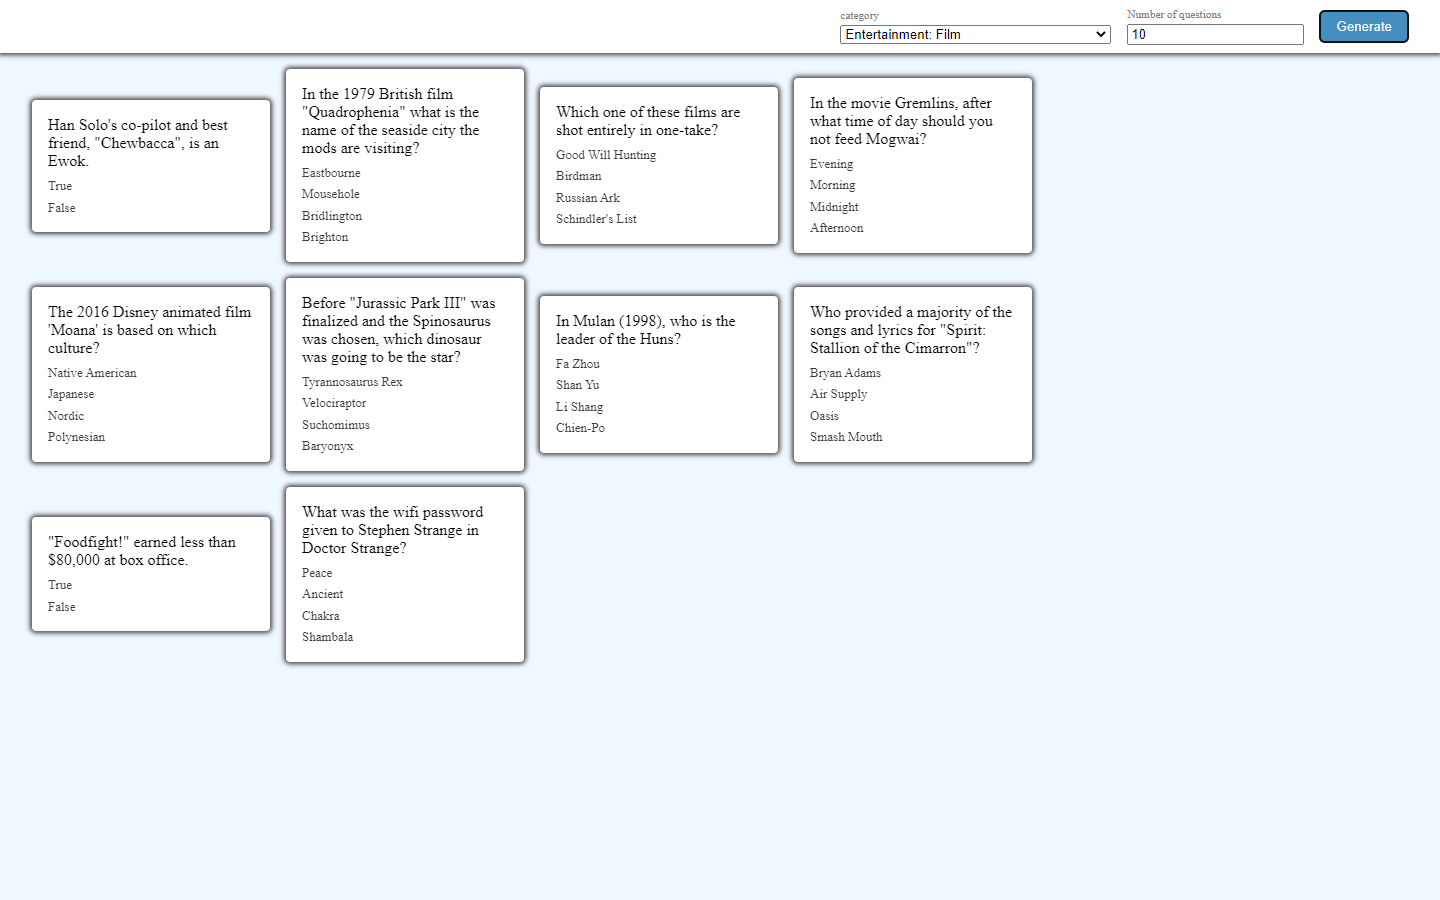 category
Entertainment: Film
Number of questions
10
Generate
Han Solo's co-pilot and best
friend, "Chewbacca", is an
Ewok.
True
False
In the 1979 British film
"Quadrophenia" what is the
name of the seaside city the
mods are visiting?
Eastbourne
Mousehole
Bridlington
Brighton
Which one of these films are
shot entirely in one-take?
Good Will Hunting
Birdman
Russian Ark
Schindler's List
In the movie Gremlins, after
what time of day should you
not feed Mogwai?
Evening
Morning
Midnight
Afternoon
The 2016 Disney animated film
'Moana' is based on which
culture?
Native American
Japanese
Nordic
Polynesian
Before "Jurassic Park III" was
finalized and the Spinosaurus
was chosen, which dinosaur
was going to be the star?
Tyrannosaurus Rex
Velociraptor
Suchomimus
Baryonyx
In Mulan (1998), who is the
leader of the Huns?
Fa Zhou
Shan Yu
Li Shang
Chien-Po
Who provided a majority of the
songs and lyrics for "Spirit:
Stallion of the Cimarron"?
Bryan Adams
Air Supply
Oasis
Smash Mouth
"Foodfight!" earned less than
$80,000 at box office.
True
False
What was the wifi password
given to Stephen Strange in
Doctor Strange?
Peace
Ancient
Chakra
Shambala